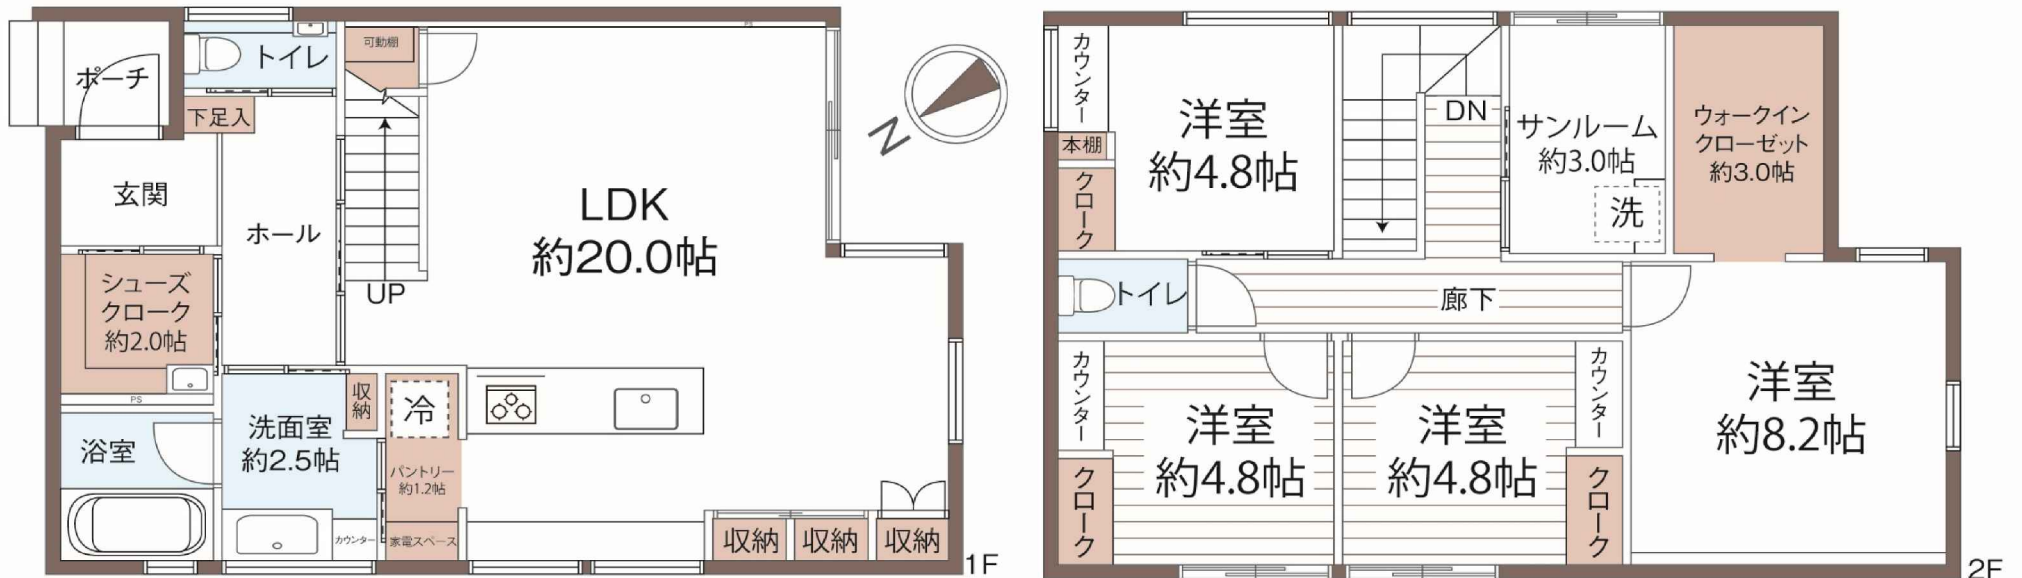 ポーチ
トイレ
可動棚
PS
下足入
玄関
ホール
UP
LDK
約20.0帖
N
シューズ
クローク
約2.0帖
PS
浴室
洗面室
約2.5帖
収納
冷
パントリー
約1.2帖
カウンター
家電スペース
収納
収納
収納
1F
カウンター
本棚
クローク
洋室
約4.8帖
DN
サンルーム
約3.0帖
洗
ウォークイン
クローゼット
約3.0帖
トイレ
廊下
カウンター
クローク
洋室
約4.8帖
洋室
約4.8帖
カウンター
クローク
洋室
約8.2帖
2F